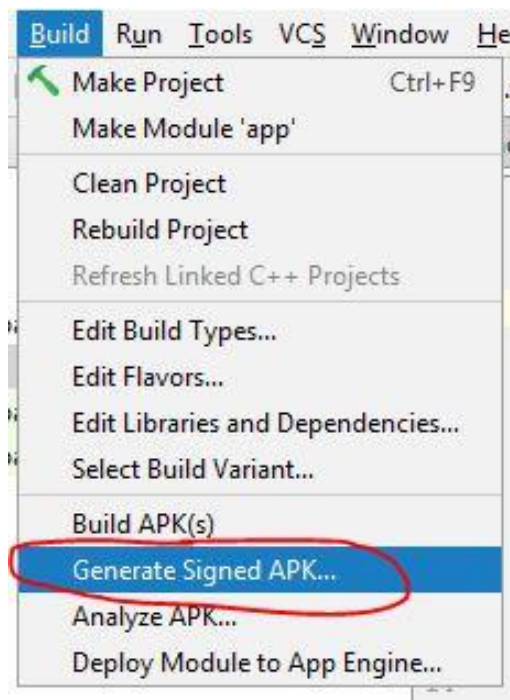 Build Run Tools VCS Window He
Make Project Ctrl+F9
Make Module 'app'
Clean Project
Rebuild Project
Refresh Linked C++ Projects
Edit Build Types...
Edit Flavors...
Edit Libraries and Dependencies...
Select Build Variant...
Build APK(s)
Generate Signed APK...
Analyze APK...
Deploy Module to App Engine...